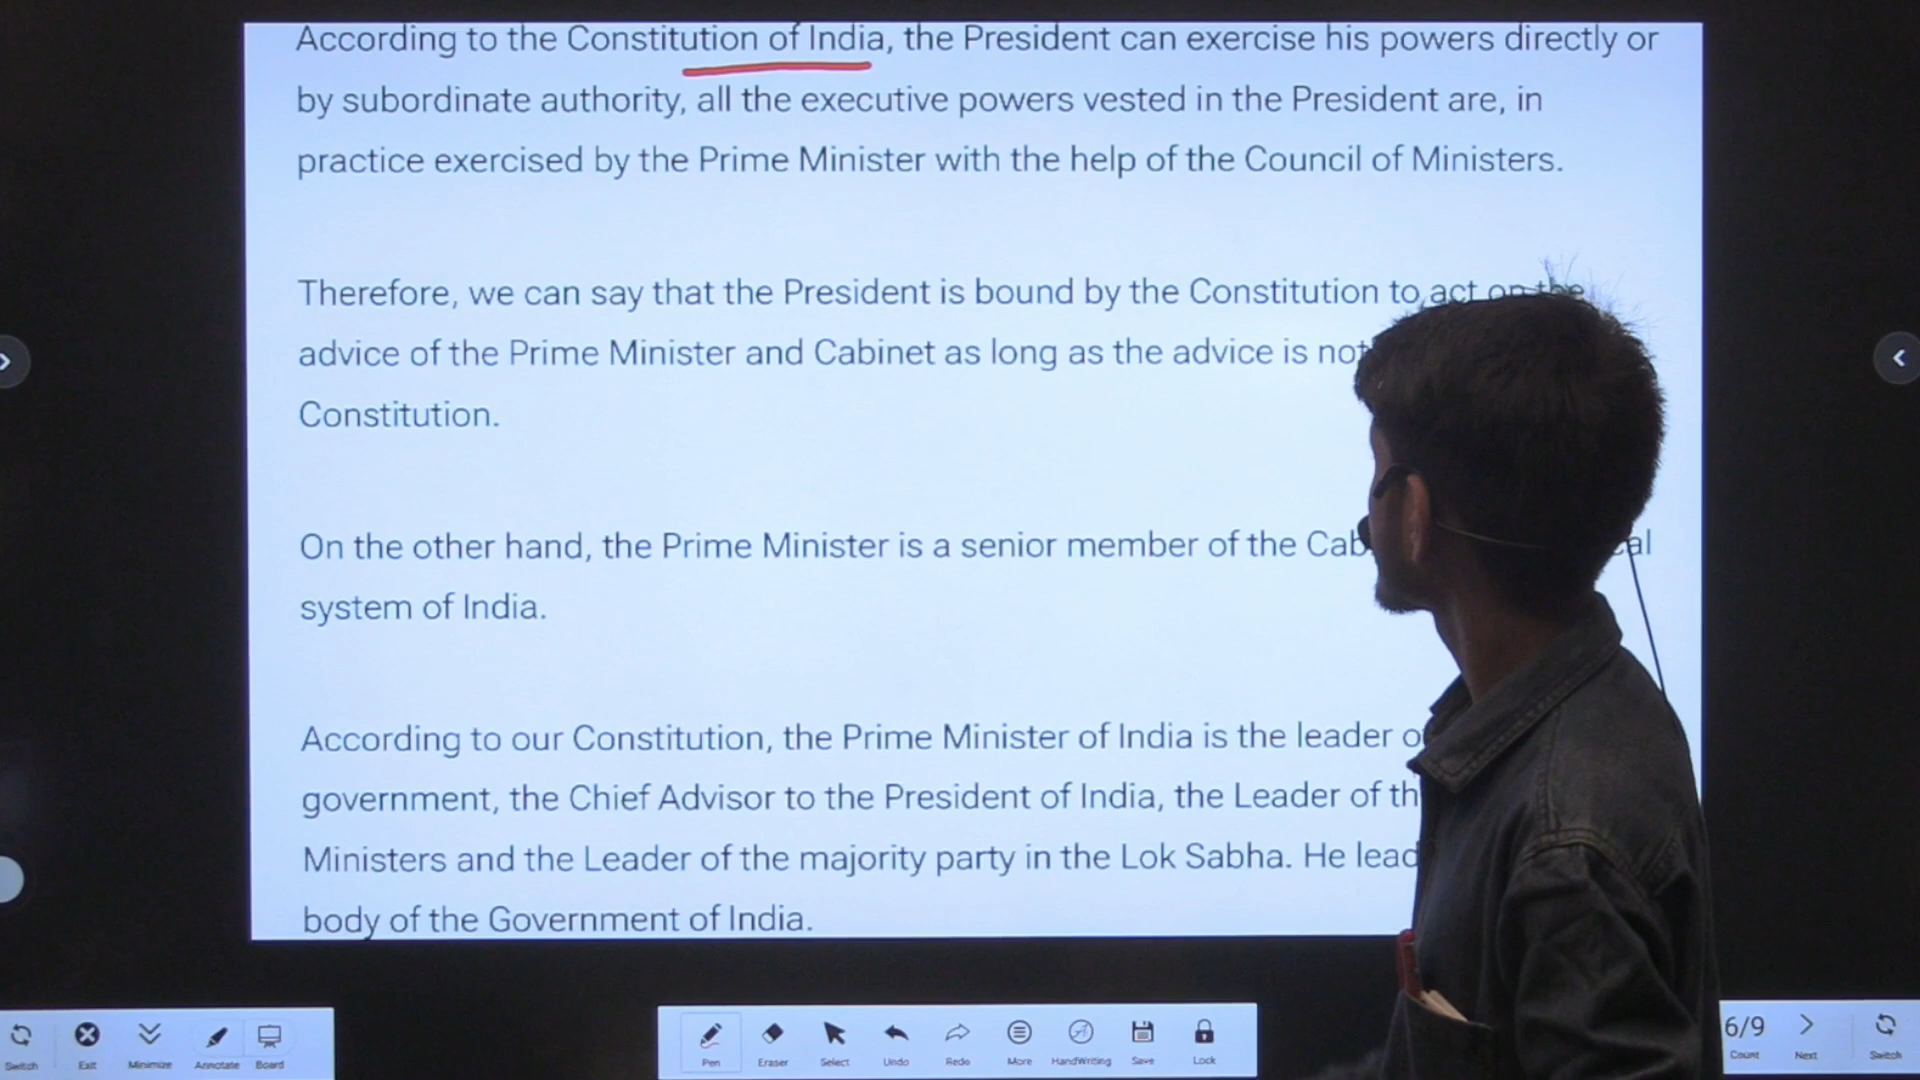 According to the Constitution of India, the President can exercise his powers directly or
by subordinate authority, all the executive powers vested in the President are, in
practice exercised by the Prime Minister with the help of the Council of Ministers.
Therefore, we can say that the President is bound by the Constitution to act on the
advice of the Prime Minister and Cabinet as long as the advice is not
Constitution.
On the other hand, the Prime Minister is a senior member of the
system of India.
According to our Constitution, the Prime Minister of India is the leader
government, the Chief Advisor to the President of India, the Leader of
Ministers and the Leader of the majority party in the Lok Sabha. He
body of the Government of India.
Switch Exit Minimize Annotate Board
Pen Eraser Select Undo Redo More HandWriting Save Lock
6/9
Count Next Switch